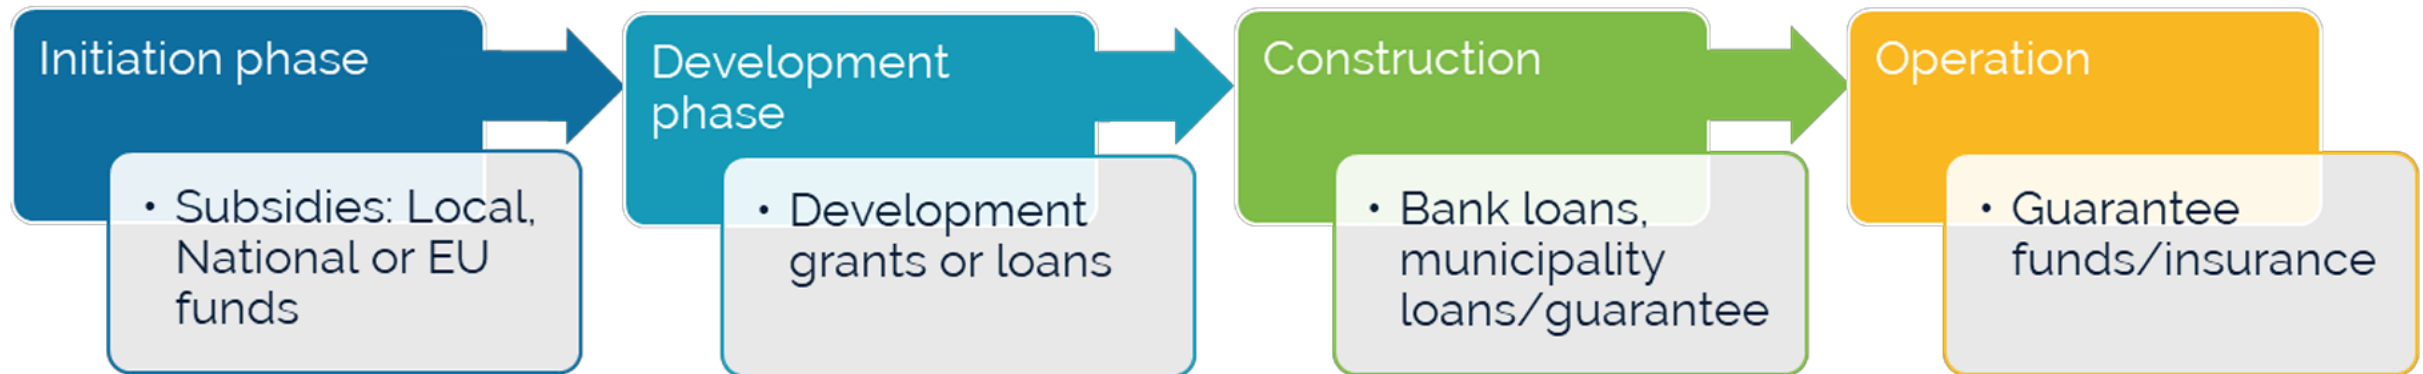 Initiation phase
• Subsidies: Local,
National or EU
funds
Development
phase
• Development
grants or loans
Construction
• Bank loans,
municipality
loans/guarantee
Operation
• Guarantee
funds/insurance